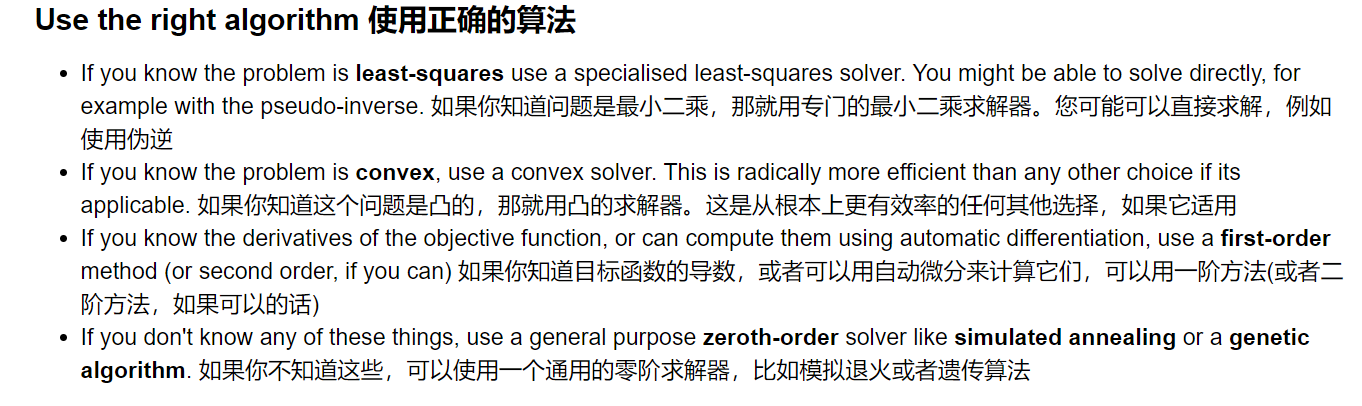 Use the right algorithm 使用正确的算法
• If you know the problem is least-squares use a specialised least-squares solver. You might be able to solve directly, for
example with the pseudo-inverse. 如果你知道问题是最小二乘，那就用专门的最小二乘求解器。您可能可以直接求解，例如
使用伪逆
• If you know the problem is convex, use a convex solver. This is radically more efficient than any other choice if its
applicable. 如果你知道这个问题是凸的，那就用凸的求解器。这是从根本上更有效率的任何其他选择，如果它适用
• If you know the derivatives of the objective function, or can compute them using automatic differentiation, use a first-order
method (or second order, if you can) 如果你知道目标函数的导数，或者可以用自动微分来计算它们，可以用一阶方法(或者二
阶方法，如果可以的话)
• If you don't know any of these things, use a general purpose zeroth-order solver like simulated annealing or a genetic
algorithm. 如果你不知道这些，可以使用一个通用的零阶求解器，比如模拟退火或者遗传算法